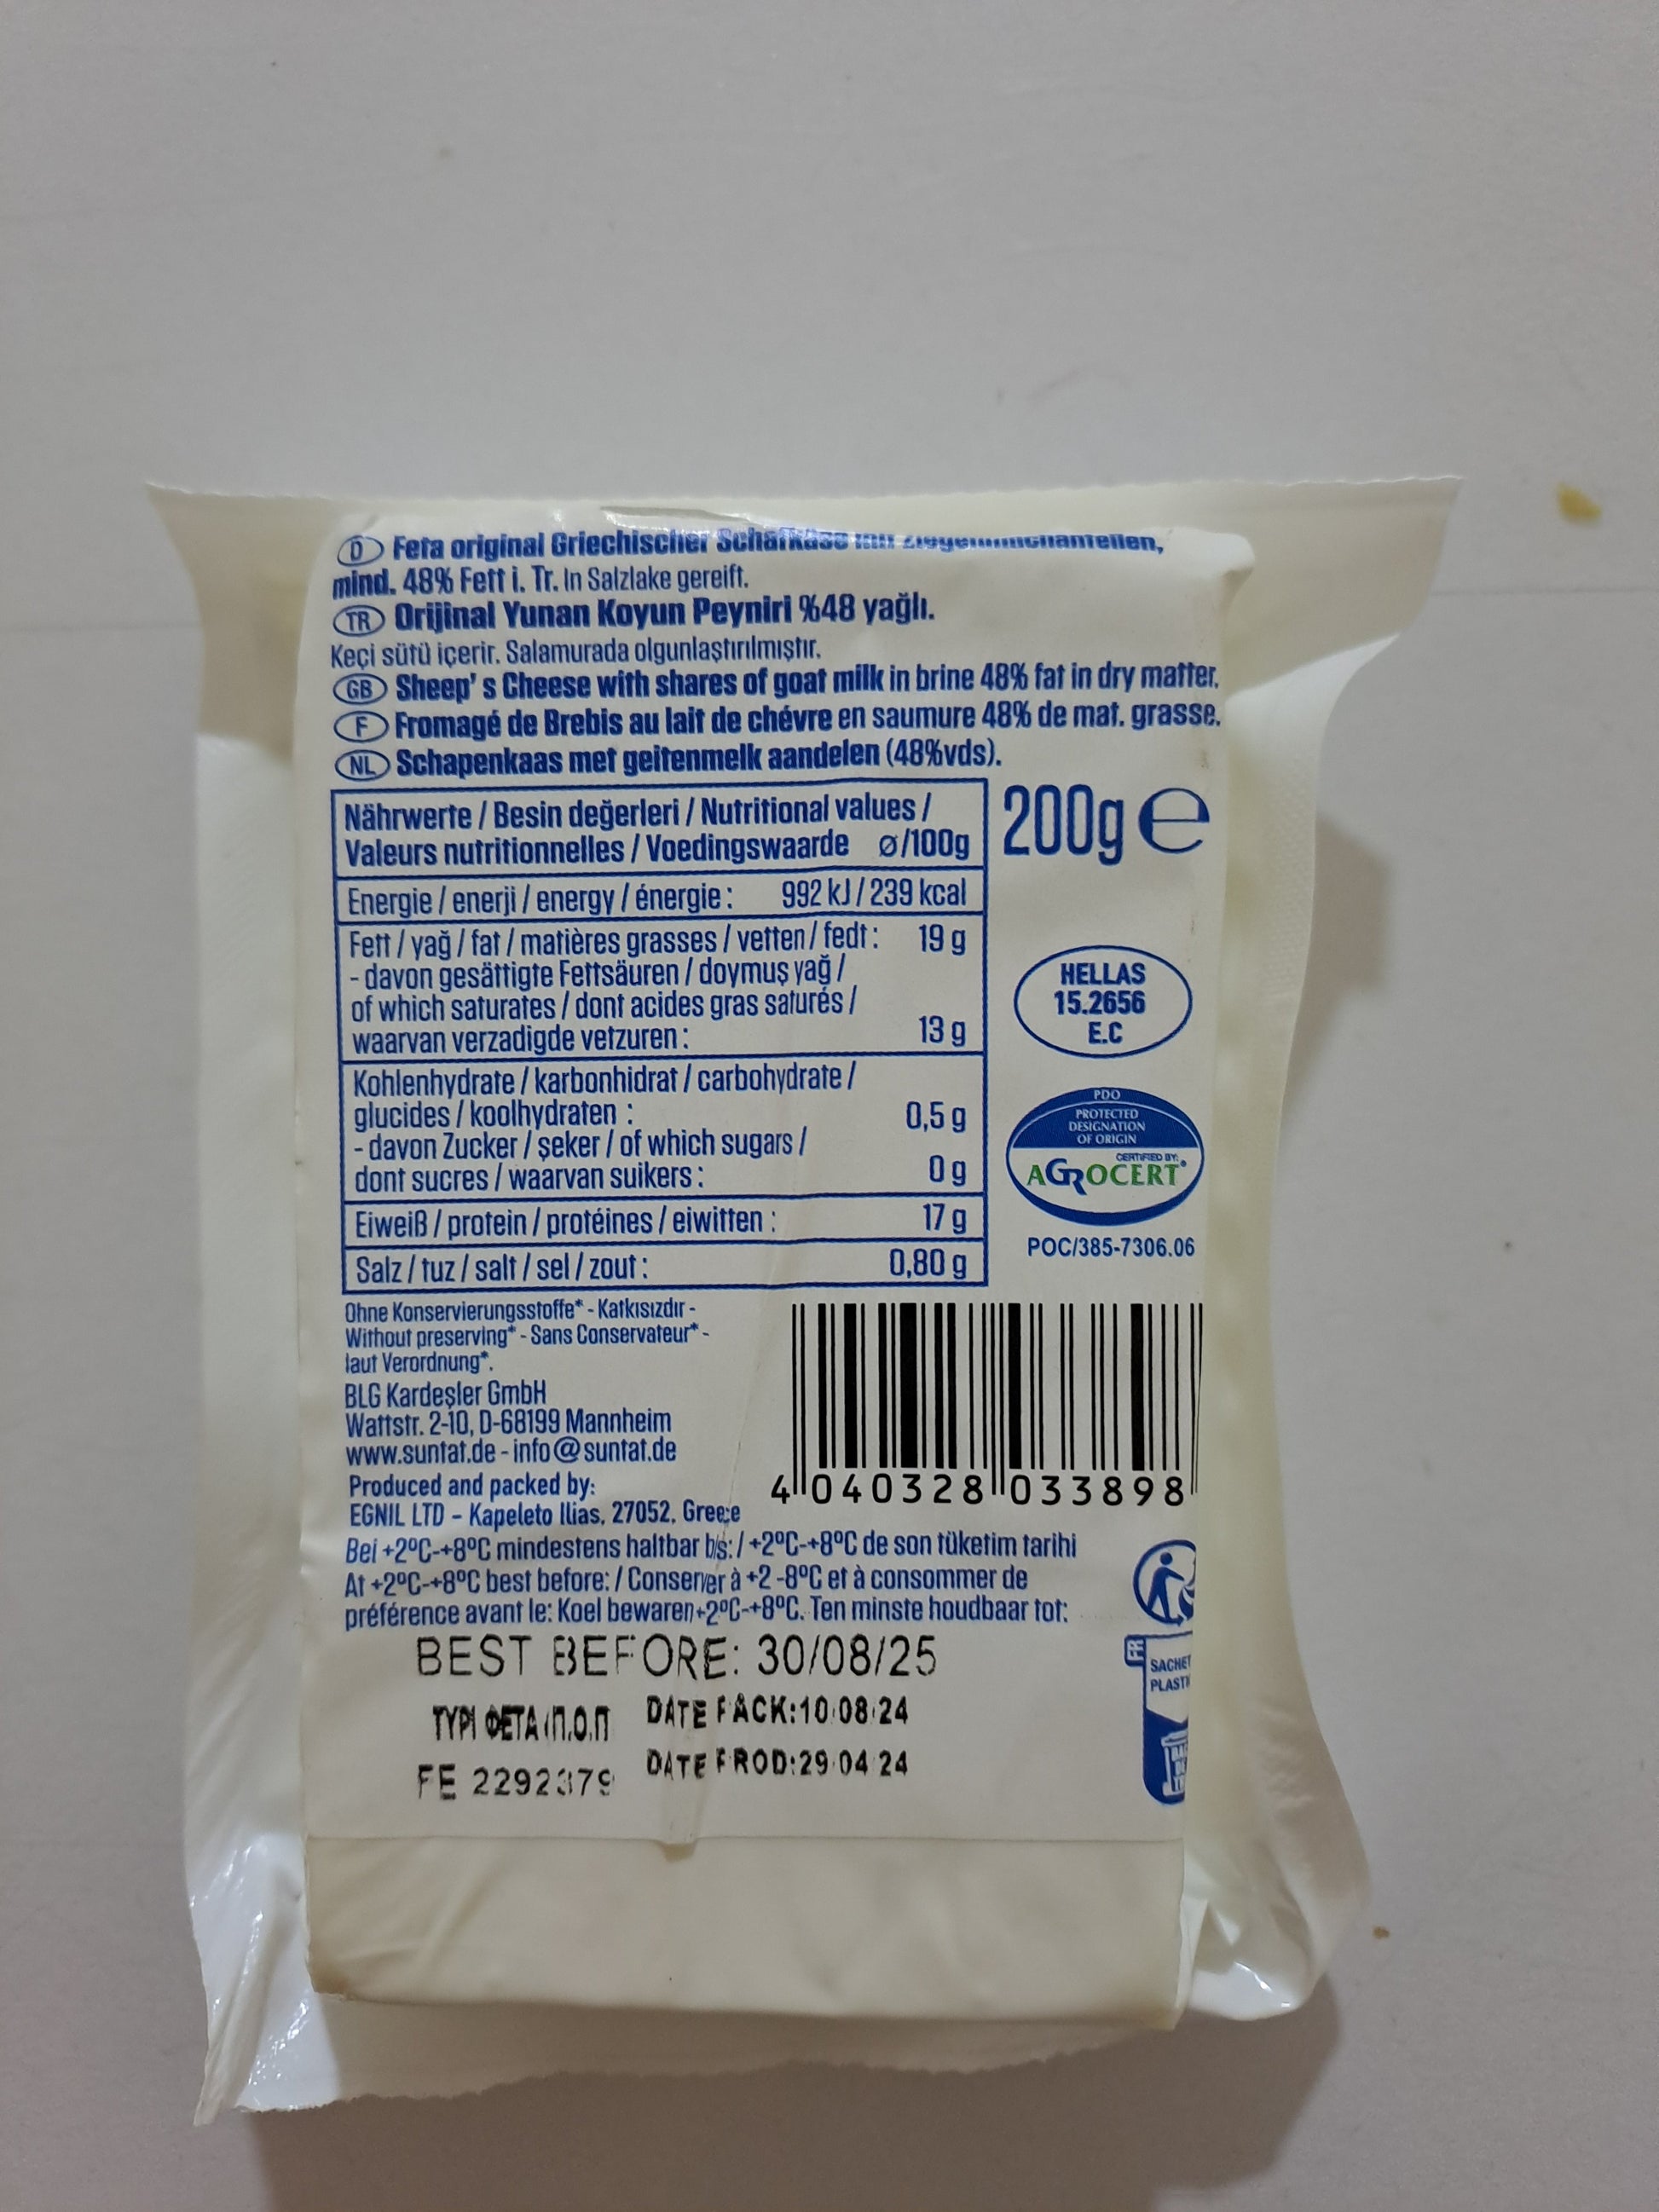 D Feta original Griechischer Schafkäse mit Ziegenmilchanteilen,
mind. 48% Fett i. Tr. In Salzlake gereift.
TR Orijinal Yunan Koyun Peyniri %48 yağlı.
Keçi sütü içerir. Salamurada olgunlaştırılmıştır.
GB Sheep' s Cheese with shares of goat milk in brine 48% fat in dry matter.
F Fromagé de Brebis au lait de chévre en saumure 48% de mat. grasse.
NL Schapenkaas met geitenmelk aandelen (48%vds).
Nährwerte / Besin değerleri / Nutritional values /
Valeurs nutritionnelles / Voedingswaarde ø/100g
200g e
Energie / enerji / energy / énergie : 992 kJ / 239 kcal
Fett / yağ / fat / matières grasses / vetten / fedt : 19 g
- davon gesättigte Fettsäuren / doymuş yağ /
of which saturates / dont acides gras saturés /
waarvan verzadigde vetzuren : 13 g
Kohlenhydrate / karbonhidrat / carbohydrate /
glucides / koolhydraten : 0,5 g
- davon Zucker / şeker / of which sugars /
dont sucres / waarvan suikers : 0 g
Eiweiß / protein / protéines / eiwitten : 17 g
Salz / tuz / salt / sel / zout : 0,80 g
HELLAS
15.2656
E.C
PDO
PROTECTED
DESIGNATION
OF ORIGIN
CERTIFIED BY:
AGROCERT®
POC/385-7306.06
Ohne Konservierungsstoffe* - Katkısızdır -
Without preserving* - Sans Conservateur* -
laut Verordnung*.
BLG Kardeşler GmbH
Wattstr. 2-10, D-68199 Mannheim
www.suntat.de - info@suntat.de
Produced and packed by:
EGNIL LTD - Kapeleto Ilias, 27052, Greece
4 040328 033898
Bei +2ºC-+8ºC mindestens haltbar bis: / +2ºC-+8ºC de son tüketim tarihi
At +2ºC-+8ºC best before: / Conserver à +2 -8ºC et à consommer de
préférence avant le: Koel bewaren+2ºC-+8ºC. Ten minste houdbaar tot:
BEST BEFORE: 30/08/25
ΤΥΡΙ ΦΕΤΑ (Π.Ο.Π DATE PACK:10.08.24
FE 2292379 DATE PROD:29.04.24
FR
SACHET